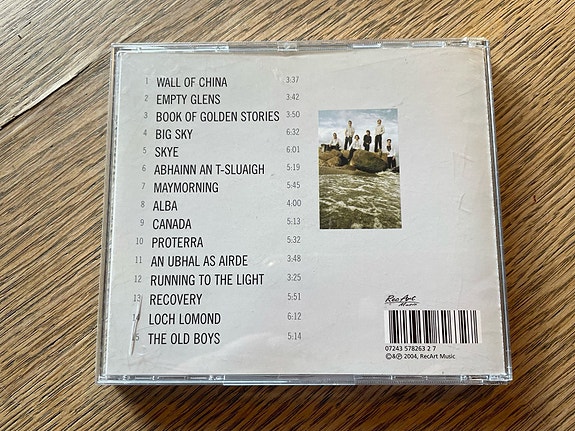 1 WALL OF CHINA 3:37
2 EMPTY GLENS 3:42
3 BOOK OF GOLDEN STORIES 3:50
4 BIG SKY 6:32
5 SKYE 6:01
6 ABHAINN AN T-SLUAIGH 5:19
7 MAYMORNING 5:45
8 ALBA 4:00
9 CANADA 5:13
10 PROTERRA 5:32
11 AN UBHAL AS AIRDE 3:48
12 RUNNING TO THE LIGHT 3:25
13 RECOVERY 5:51
14 LOCH LOMOND 6:12
15 THE OLD BOYS 5:14
RecArt
Music
07243 578263 2 7
©&℗ 2004, RecArt Music